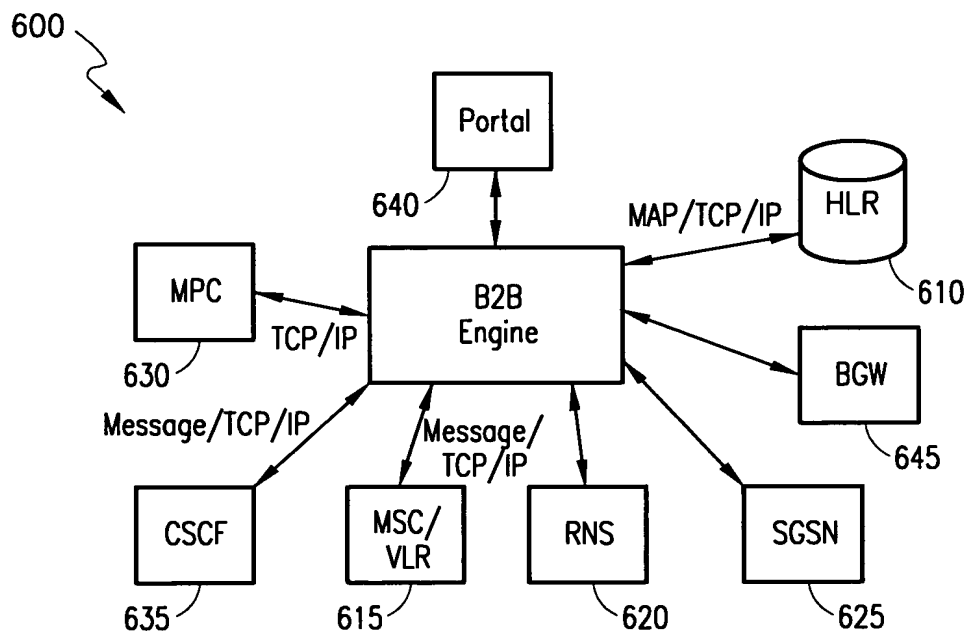 600
Portal
640
MAP/TCP/IP
HLR
610
MPC
630
TCP/IP
B2B
Engine
BGW
645
Message/TCP/IP
Message/
TCP/IP
CSCF
635
MSC/
VLR
615
RNS
620
SGSN
625